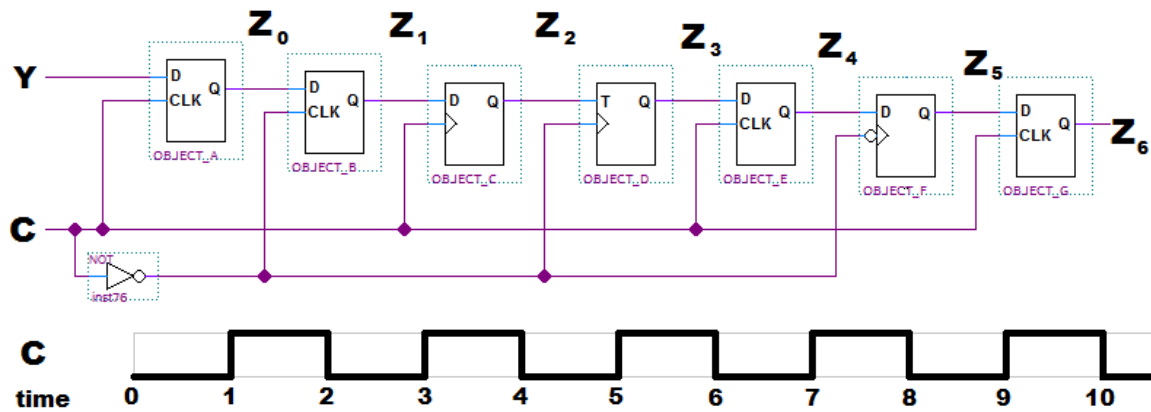 Z0 Z1 Z2 Z3 Z4 Z5
Y D Q CLK OBJECT_A
D Q CLK OBJECT_B
D Q OBJECT_C
T Q OBJECT_D
D Q CLK OBJECT_E
D Q OBJECT_F
D Q CLK OBJECT_G
Z6
C
NOT
inst76
C
time 0 1 2 3 4 5 6 7 8 9 10